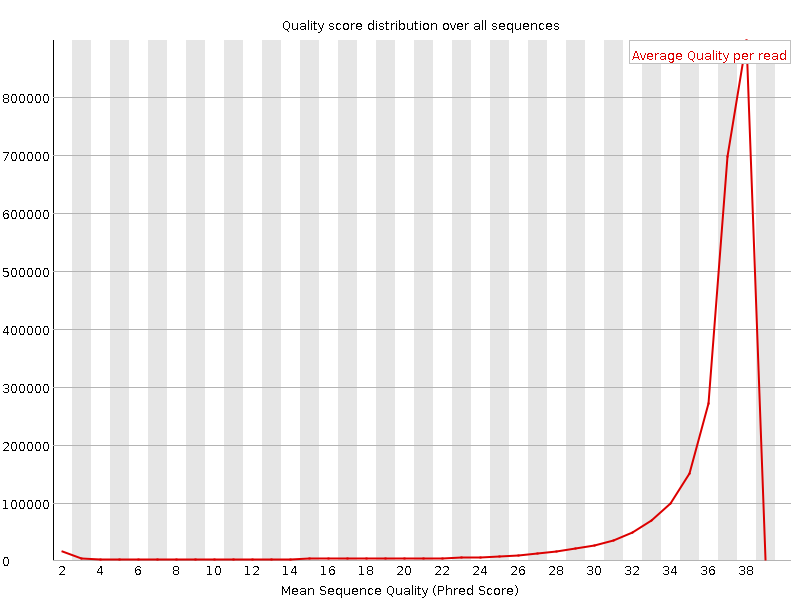 Quality score distribution over all sequences
Average Quality per read
800000
700000
600000
500000
400000
300000
200000
100000
0
2 4 6 8 10 12 14 16 18 20 22 24 26 28 30 32 34 36 38
Mean Sequence Quality (Phred Score)